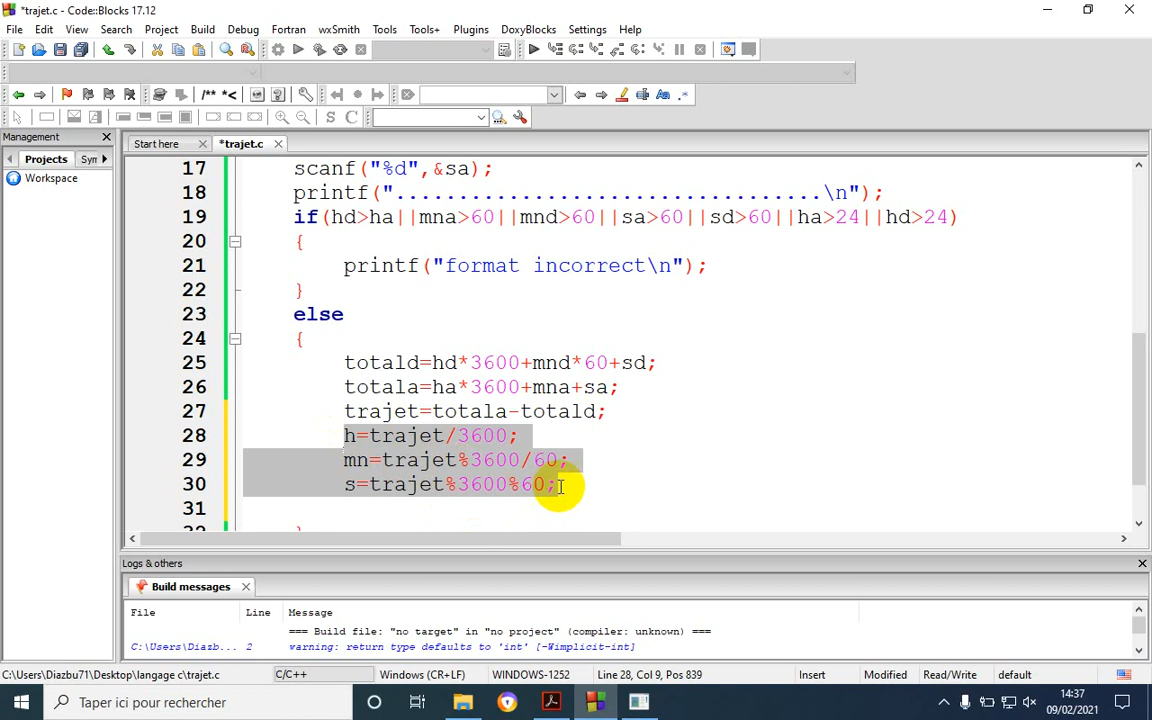 *trajet.c - Code::Blocks 17.12
File Edit View Search Project Build Debug Fortran wxSmith Tools Tools+ Plugins DoxyBlocks Settings Help
/** *<
S C
Management
Start here *trajet.c
Projects Syn
Workspace
17 scanf("%d",&sa);
18 printf("..................................\n");
19 if(hd>ha||mna>60||mnd>60||sa>60||sd>60||ha>24||hd>24)
20 {
21 printf("format incorrect\n");
22 }
23 else
24 {
25 totald=hd*3600+mnd*60+sd;
26 totala=ha*3600+mna+sa;
27 trajet=totala-totald;
28 h=trajet/3600;
29 mn=trajet%3600/60;
30 s=trajet%3600%60;
31
32 }
Logs & others
Build messages
File Line Message
=== Build file: "no target" in "no project" (compiler: unknown) ===
C:\Users\Diazb... 2 warning: return type defaults to 'int' [-Wimplicit-int]
C:\Users\Diazbu71\Desktop\langage c\trajet.c C/C++ Windows (CR+LF) WINDOWS-1252 Line 28, Col 9, Pos 839 Insert Modified Read/Write default
Taper ici pour rechercher
14:37
09/02/2021